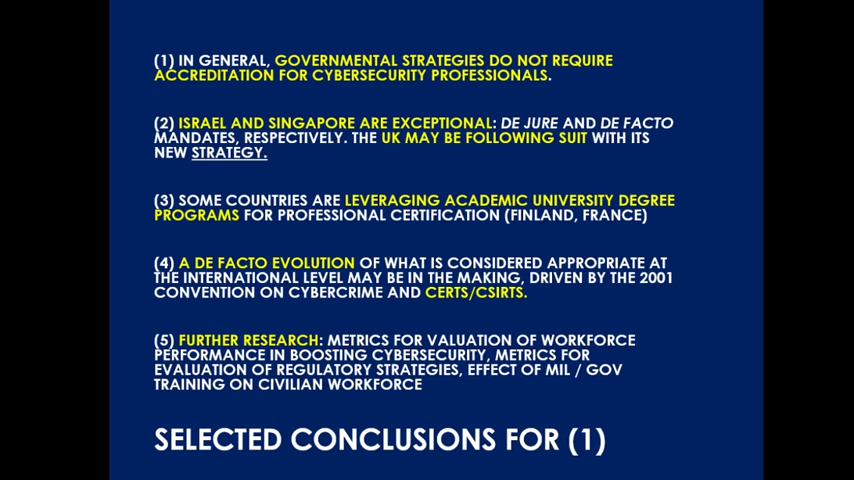 (1) IN GENERAL, GOVERNMENTAL STRATEGIES DO NOT REQUIRE
ACCREDITATION FOR CYBERSECURITY PROFESSIONALS.
(2) ISRAEL AND SINGAPORE ARE EXCEPTIONAL: DE JURE AND DE FACTO
MANDATES, RESPECTIVELY. THE UK MAY BE FOLLOWING SUIT WITH ITS
NEW STRATEGY.
(3) SOME COUNTRIES ARE LEVERAGING ACADEMIC UNIVERSITY DEGREE
PROGRAMS FOR PROFESSIONAL CERTIFICATION (FINLAND, FRANCE)
(4) A DE FACTO EVOLUTION OF WHAT IS CONSIDERED APPROPRIATE AT
THE INTERNATIONAL LEVEL MAY BE IN THE MAKING, DRIVEN BY THE 2001
CONVENTION ON CYBERCRIME AND CERTS/CSIRTS.
(5) FURTHER RESEARCH: METRICS FOR VALUATION OF WORKFORCE
PERFORMANCE IN BOOSTING CYBERSECURITY, METRICS FOR
EVALUATION OF REGULATORY STRATEGIES, EFFECT OF MIL / GOV
TRAINING ON CIVILIAN WORKFORCE
SELECTED CONCLUSIONS FOR (1)